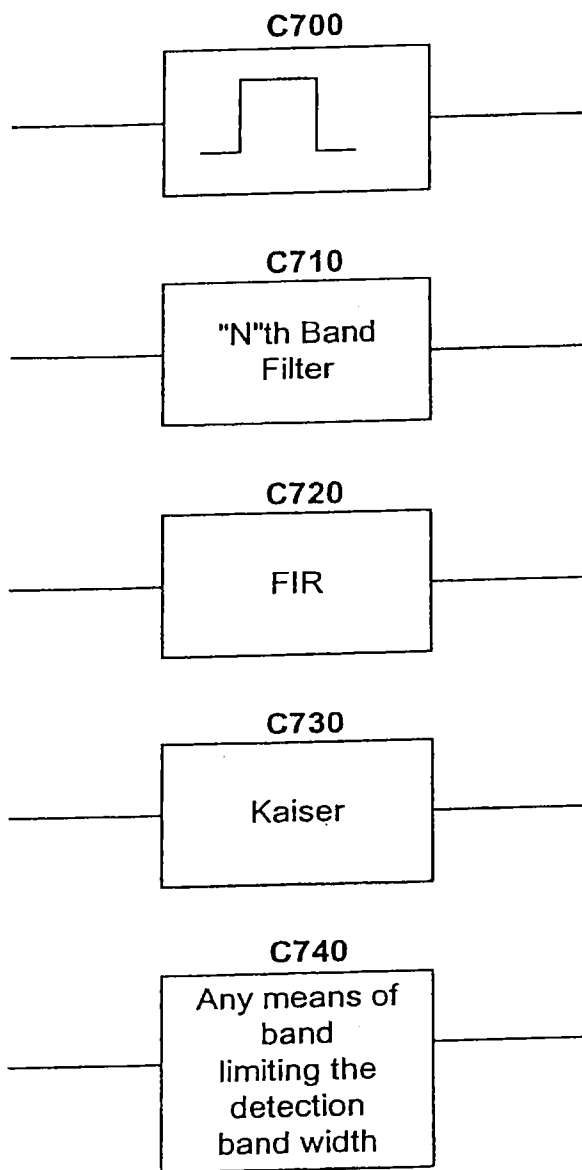 C700
C710
"N"th Band
Filter
C720
FIR
C730
Kaiser
C740
Any means of
band
limiting the
detection
band width